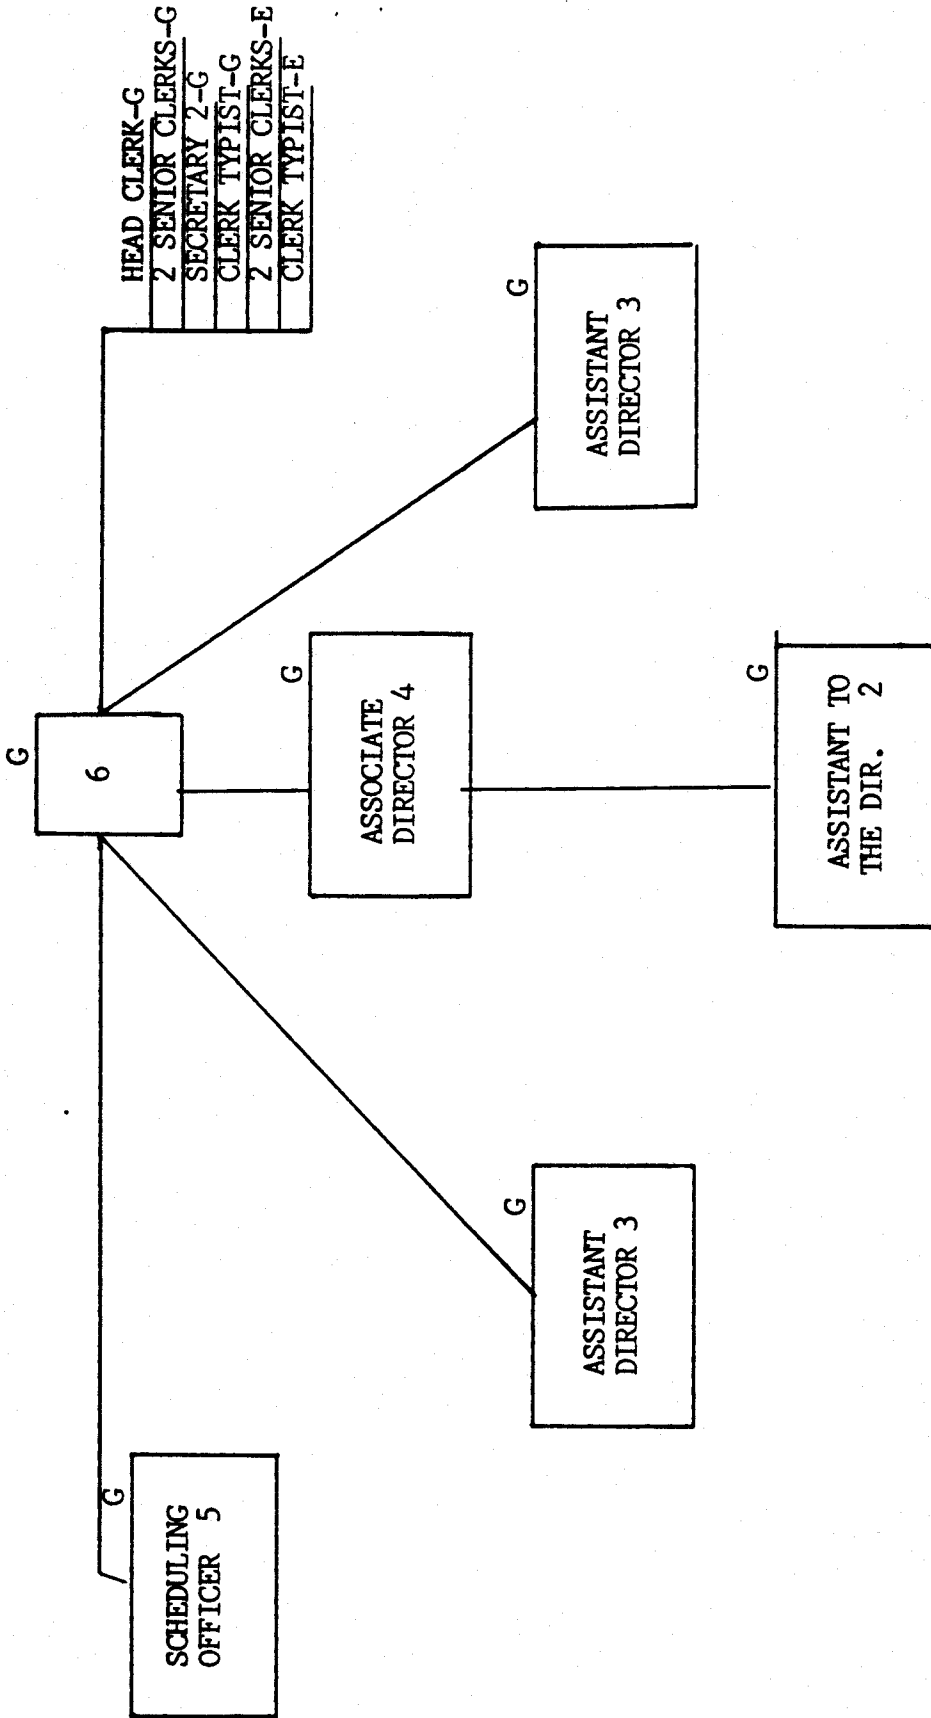 G
6
HEAD CLERK-G
2 SENIOR CLERKS-G
SECRETARY 2-G
CLERK TYPIST-G
2 SENIOR CLERKS-E
CLERK TYPIST-E
G
SCHEDULING
OFFICER 5
G
ASSOCIATE
DIRECTOR 4
G
ASSISTANT
DIRECTOR 3
G
ASSISTANT
DIRECTOR 3
G
ASSISTANT TO
THE DIR. 2